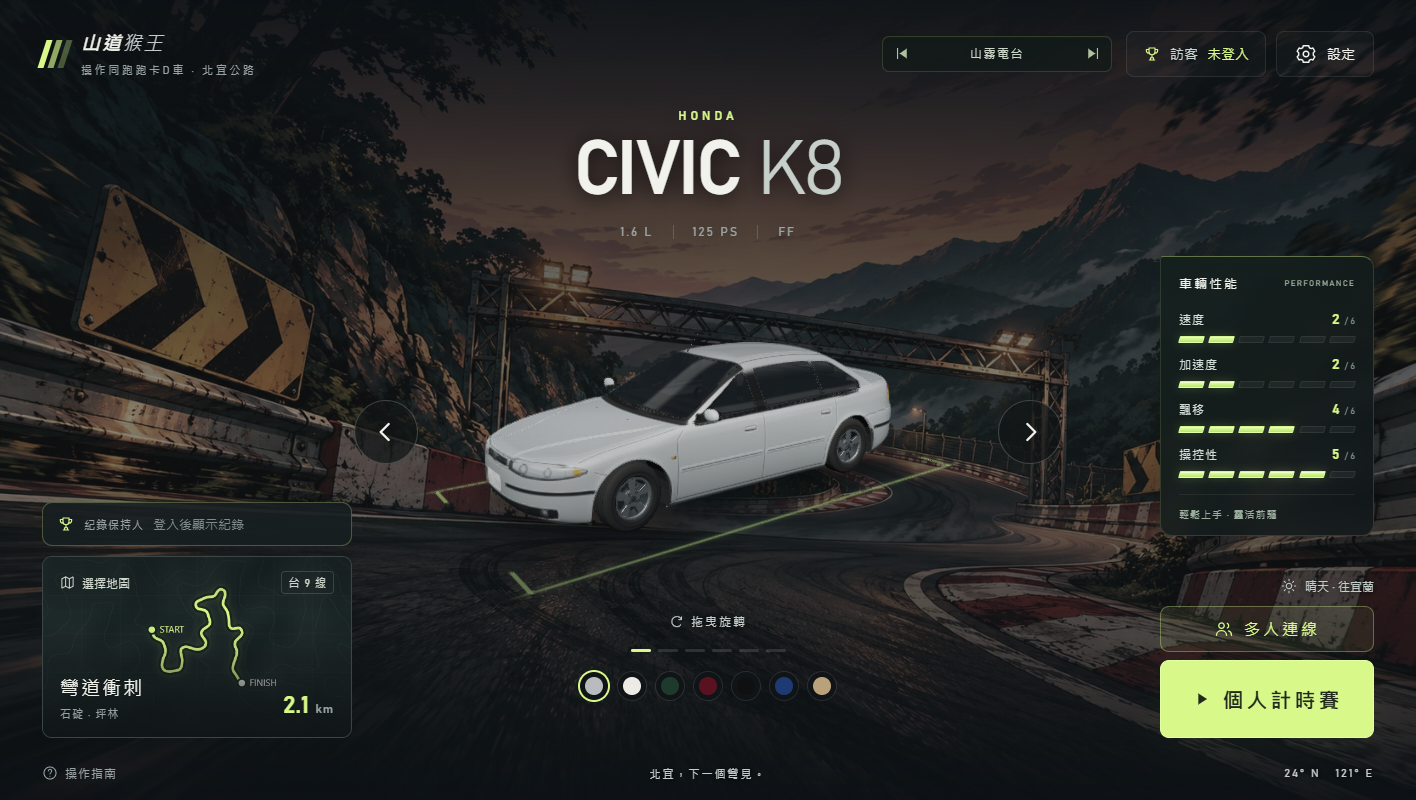 山道猴王
操作同跑跑卡D車 · 北宜公路
山霧電台
訪客 未登入
設定
HONDA
CIVIC K8
1.6 L
125 PS
FF
車輛性能 PERFORMANCE
速度 2 / 6
加速度 2 / 6
飄移 4 / 6
操控性 5 / 6
輕鬆上手 · 靈活前驅
紀錄保持人 登入後顯示紀錄
選擇地圖 台 9 線
START
FINISH
彎道衝刺
石碇 · 坪林
2.1 km
拖曳旋轉
晴天 · 往宜蘭
多人連線
個人計時賽
操作指南
北宜，下一個彎見。
24° N 121° E